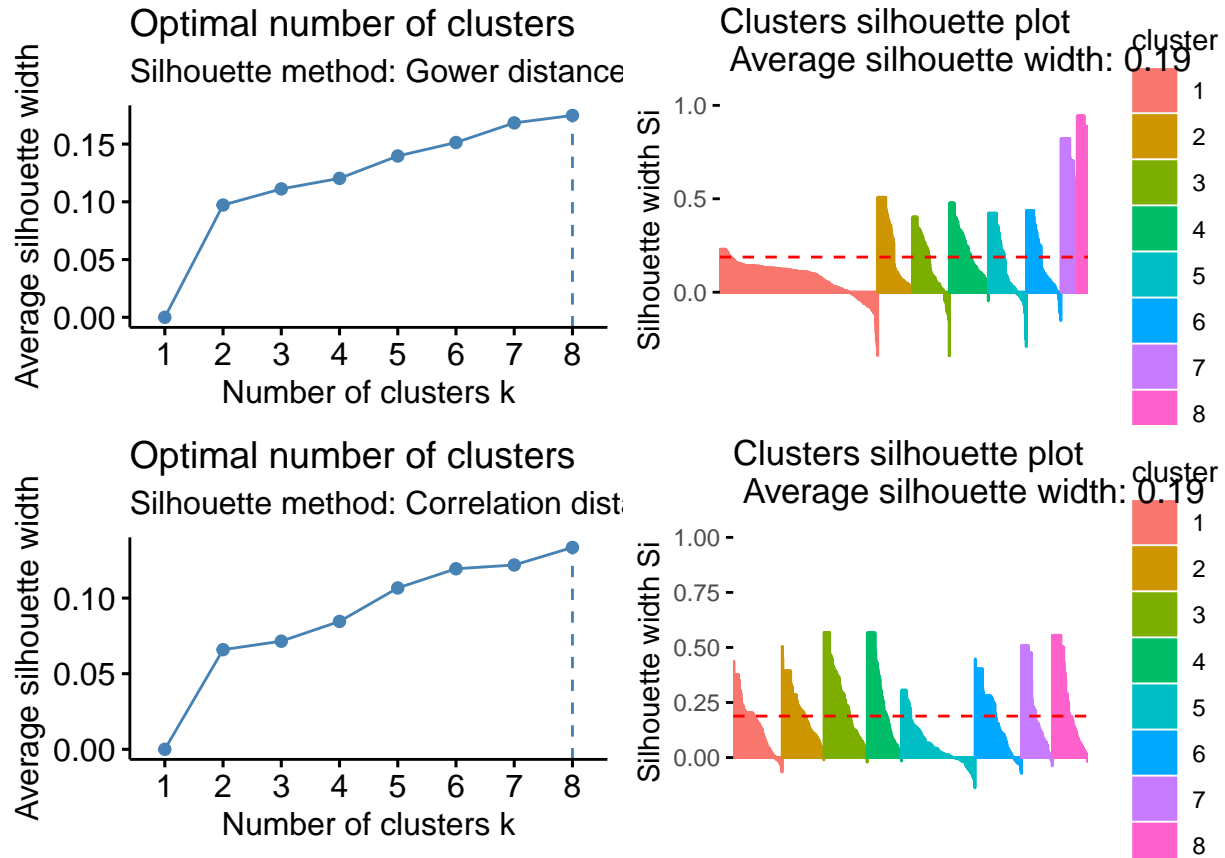 Optimal number of clusters
Silhouette method: Gower distance
Average silhouette width
0.15
0.10
0.05
0.00
1 2 3 4 5 6 7 8
Number of clusters k
Clusters silhouette plot
Average silhouette width: 0.19
Silhouette width Si
1.0
0.5
0.0
cluster
1
2
3
4
5
6
7
8
Optimal number of clusters
Silhouette method: Correlation dist
Average silhouette width
0.10
0.05
0.00
1 2 3 4 5 6 7 8
Number of clusters k
Clusters silhouette plot
Average silhouette width: 0.19
Silhouette width Si
1.00
0.75
0.50
0.25
0.00
cluster
1
2
3
4
5
6
7
8